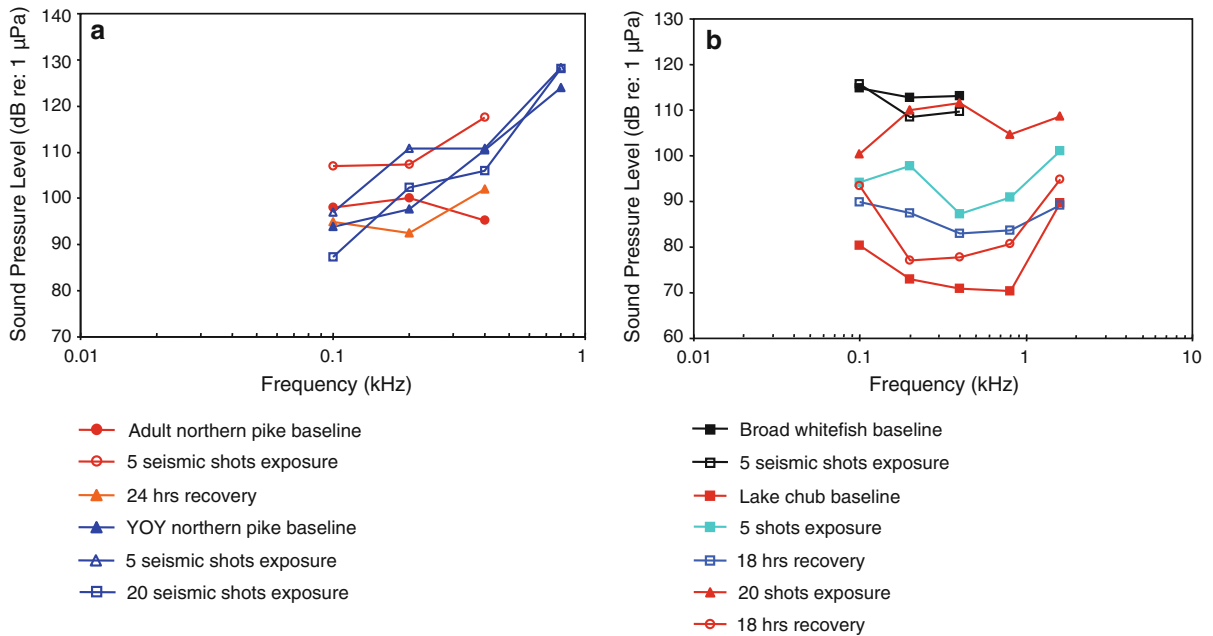 a
Sound Pressure Level (dB re: 1 µPa)
140
130
120
110
100
90
80
70
0.01
0.1
1
Frequency (kHz)
Adult northern pike baseline
5 seismic shots exposure
24 hrs recovery
YOY northern pike baseline
5 seismic shots exposure
20 seismic shots exposure
b
Sound Pressure Level (dB re: 1 µPa)
130
120
110
100
90
80
70
60
0.01
0.1
1
10
Frequency (kHz)
Broad whitefish baseline
5 seismic shots exposure
Lake chub baseline
5 shots exposure
18 hrs recovery
20 shots exposure
18 hrs recovery